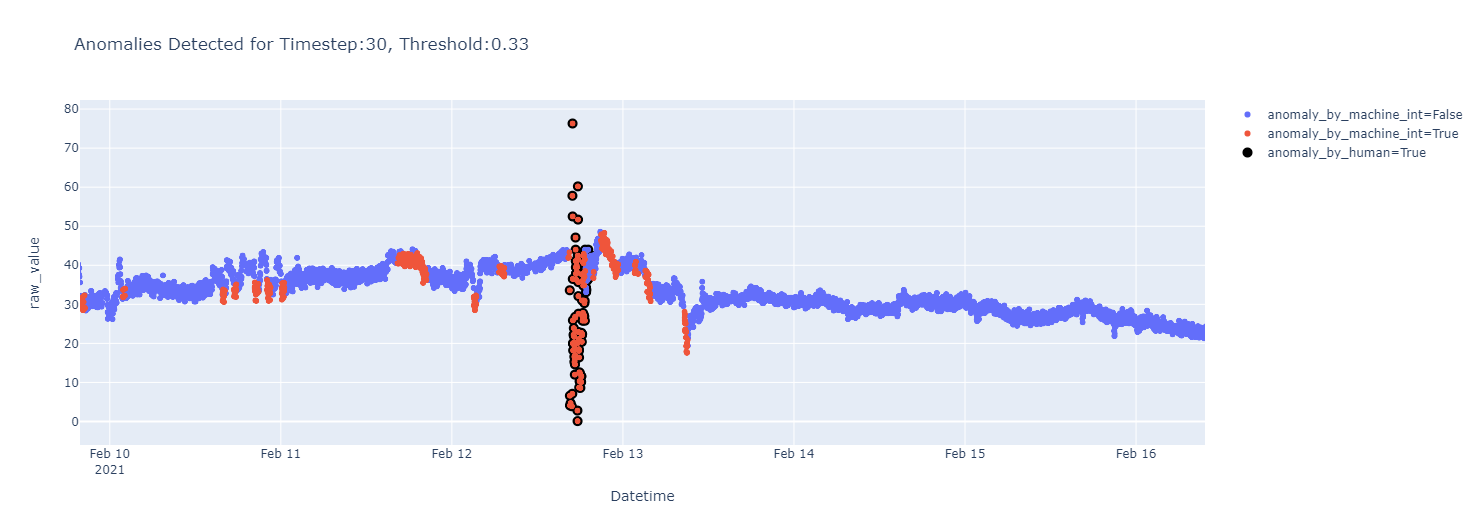 Anomalies Detected for Timestep:30, Threshold:0.33
anomaly_by_machine_int=False
anomaly_by_machine_int=True
anomaly_by_human=True
raw_value
80
70
60
50
40
30
20
10
0
Feb 10
2021
Feb 11
Feb 12
Feb 13
Feb 14
Feb 15
Feb 16
Datetime